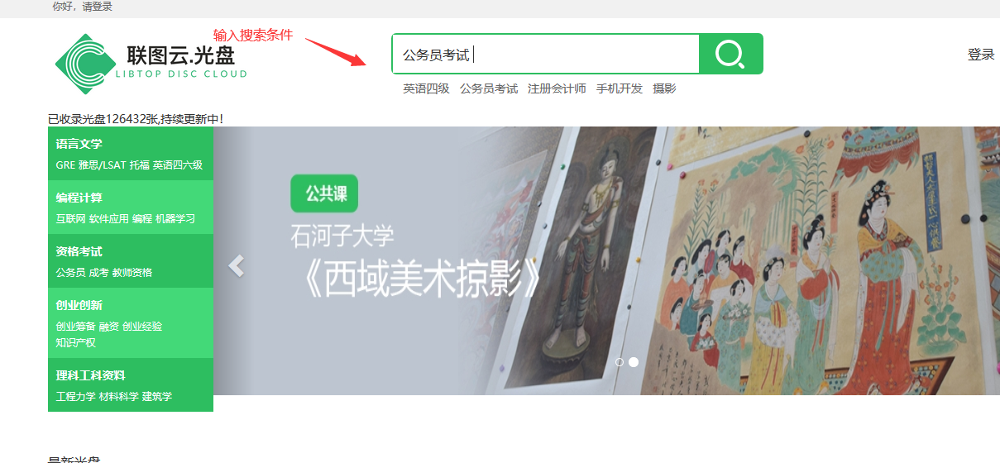 你好，请登录
输入搜索条件
联图云.光盘
LIBTOP DISC CLOUD
公务员考试
登录
英语四级 公务员考试 注册会计师 手机开发 摄影
已收录光盘126432张,持续更新中!
语言文学
GRE 雅思/LSAT 托福 英语四六级
编程计算
互联网 软件应用 编程 机器学习
资格考试
公务员 成考 教师资格
创业创新
创业筹备 融资 创业经验
知识产权
理科工科资料
工程力学 材料科学 建筑学
公共课
石河子大学
《西域美术掠影》
最新光盘